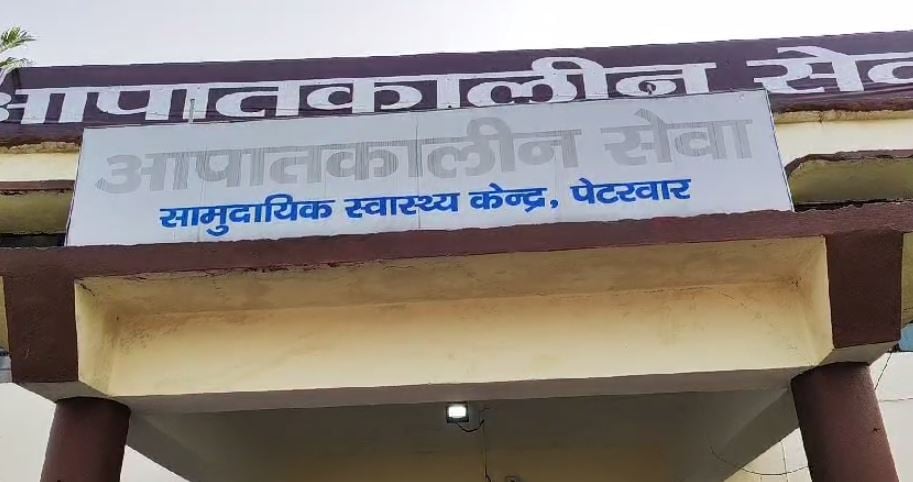 आपातकालीन सेवा
आपातकालीन सेवा
सामुदायिक स्वास्थ्य केन्द्र, पेटरवार